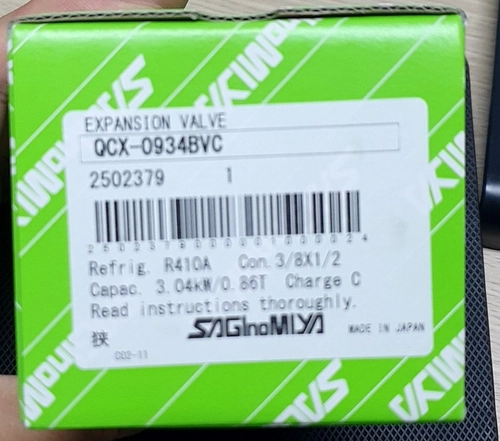 EXPANSION VALVE
QCX-0934BVC
2502379 1
Refrig. R410A Con. 3/8X1/2
Capac. 3.04kW/0.86T Charge C
Read instructions thoroughly.
狭 SAGInoMIYA MADE IN JAPAN
C02-11